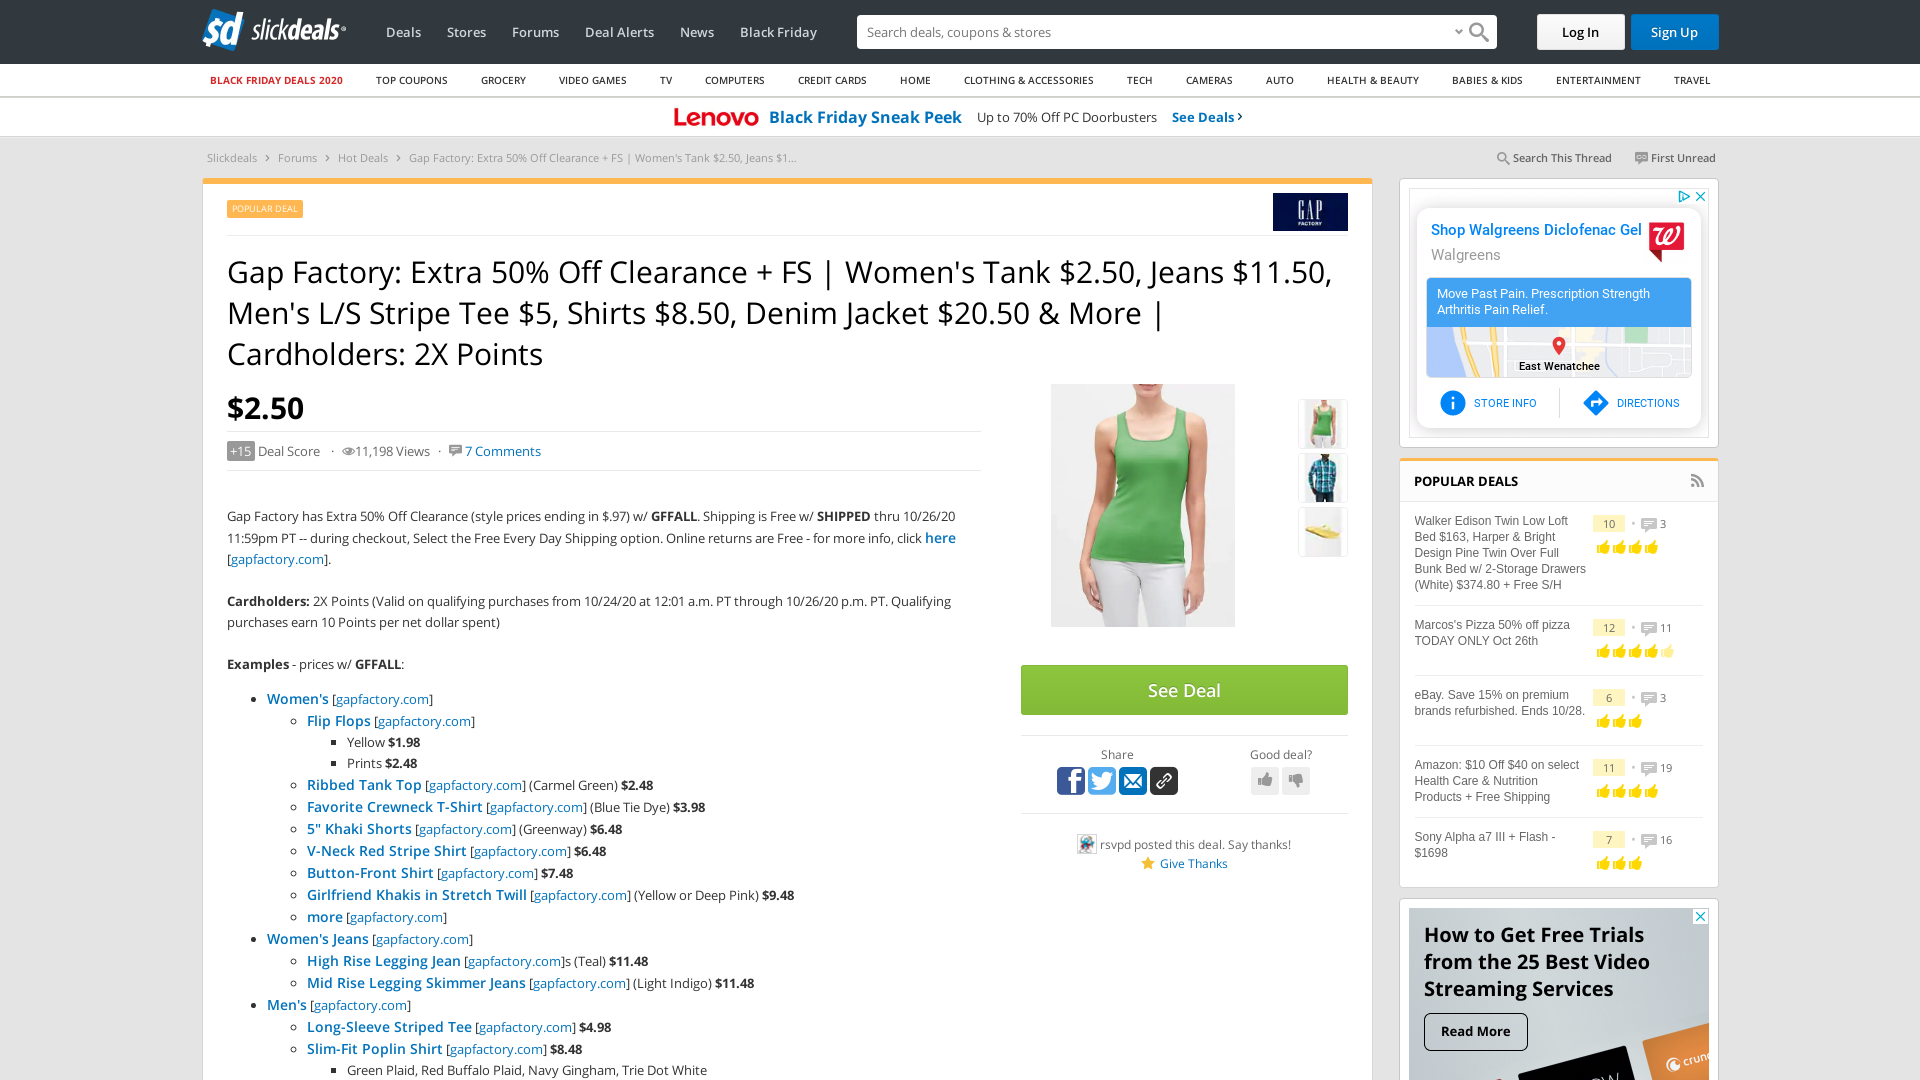 slickdeals
Deals
Stores
Forums
Deal Alerts
News
Black Friday
Search deals, coupons & stores
Log In
Sign Up
BLACK FRIDAY DEALS 2020
TOP COUPONS
GROCERY
VIDEO GAMES
TV
COMPUTERS
CREDIT CARDS
HOME
CLOTHING & ACCESSORIES
TECH
CAMERAS
AUTO
HEALTH & BEAUTY
BABIES & KIDS
ENTERTAINMENT
TRAVEL
Lenovo Black Friday Sneak Peek Up to 70% Off PC Doorbusters See Deals
Slickdeals > Forums > Hot Deals > Gap Factory: Extra 50% Off Clearance + FS | Women's Tank $2.50, Jeans $1...
Search This Thread
First Unread
POPULAR DEAL
GAP
FACTORY
Gap Factory: Extra 50% Off Clearance + FS | Women's Tank $2.50, Jeans $11.50,
Men's L/S Stripe Tee $5, Shirts $8.50, Denim Jacket $20.50 & More |
Cardholders: 2X Points
$2.50
+15 Deal Score · 11,198 Views · 7 Comments
Gap Factory has Extra 50% Off Clearance (style prices ending in $.97) w/ GFFALL. Shipping is Free w/ SHIPPED thru 10/26/20
11:59pm PT -- during checkout, Select the Free Every Day Shipping option. Online returns are Free - for more info, click here
[gapfactory.com].
Cardholders: 2X Points (Valid on qualifying purchases from 10/24/20 at 12:01 a.m. PT through 10/26/20 p.m. PT. Qualifying
purchases earn 10 Points per net dollar spent)
Examples - prices w/ GFFALL:
Women's [gapfactory.com]
Flip Flops [gapfactory.com]
Yellow $1.98
Prints $2.48
Ribbed Tank Top [gapfactory.com] (Carmel Green) $2.48
Favorite Crewneck T-Shirt [gapfactory.com] (Blue Tie Dye) $3.98
5" Khaki Shorts [gapfactory.com] (Greenway) $6.48
V-Neck Red Stripe Shirt [gapfactory.com] $6.48
Button-Front Shirt [gapfactory.com] $7.48
Girlfriend Khakis in Stretch Twill [gapfactory.com] (Yellow or Deep Pink) $9.48
more [gapfactory.com]
Women's Jeans [gapfactory.com]
High Rise Legging Jean [gapfactory.com]s (Teal) $11.48
Mid Rise Legging Skimmer Jeans [gapfactory.com] (Light Indigo) $11.48
Men's [gapfactory.com]
Long-Sleeve Striped Tee [gapfactory.com] $4.98
Slim-Fit Poplin Shirt [gapfactory.com] $8.48
Green Plaid, Red Buffalo Plaid, Navy Gingham, Trie Dot White
See Deal
Share
Good deal?
rsvpd posted this deal. Say thanks!
Give Thanks
Shop Walgreens Diclofenac Gel
Walgreens
Move Past Pain. Prescription Strength
Arthritis Pain Relief.
East Wenatchee
STORE INFO
DIRECTIONS
POPULAR DEALS
Walker Edison Twin Low Loft
Bed $163, Harper & Bright
Design Pine Twin Over Full
Bunk Bed w/ 2-Storage Drawers
(White) $374.80 + Free S/H
10 · 3
Marcos's Pizza 50% off pizza
TODAY ONLY Oct 26th
12 · 11
eBay. Save 15% on premium
brands refurbished. Ends 10/28.
6 · 3
Amazon: $10 Off $40 on select
Health Care & Nutrition
Products + Free Shipping
11 · 19
Sony Alpha a7 III + Flash -
$1698
7 · 16
How to Get Free Trials
from the 25 Best Video
Streaming Services
Read More